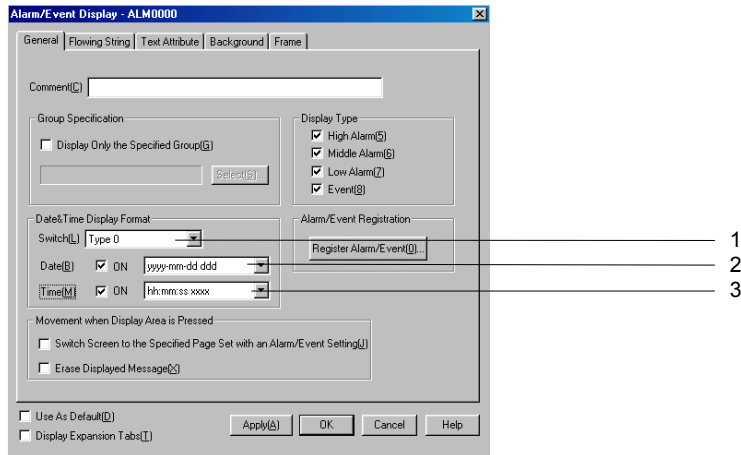 Alarm/Event Display - ALM0000
General Flowing String Text Attribute Background Frame
Comment(C)
Group Specification
Display Only the Specified Group(G)
Select(S)...
Display Type
High Alarm(5)
Middle Alarm(6)
Low Alarm(7)
Event(8)
Date&Time Display Format
Switch(L) Type 0
Date(B) ON yyyy-mm-dd ddd
Time(M) ON hh:mm:ss xxxx
Alarm/Event Registration
Register Alarm/Event(0)...
1
2
3
Movement when Display Area is Pressed
Switch Screen to the Specified Page Set with an Alarm/Event Setting(J)
Erase Displayed Message(X)
Use As Default(D)
Display Expansion Tabs(T)
Apply(A) OK Cancel Help